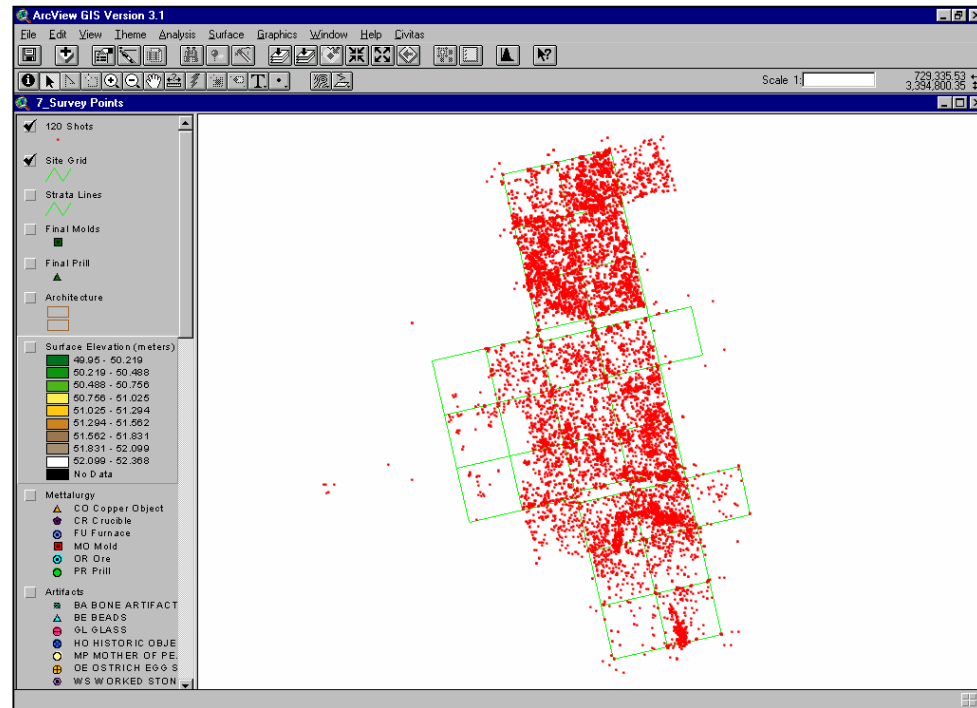 ArcView GIS Version 3.1
File Edit View Theme Analysis Surface Graphics Window Help Civitas
Scale 1: 729,335.53
3,394,800.35
7_Survey Points
120 Shots
Site Grid
Strata Lines
Final Molds
Final Prill
Architecture
Surface Elevation (meters)
49.95 - 50.219
50.219 - 50.488
50.488 - 50.756
50.756 - 51.025
51.025 - 51.294
51.294 - 51.562
51.562 - 51.831
51.831 - 52.099
52.099 - 52.368
No Data
Mettalurgy
CO Copper Object
CR Crucible
FU Furnace
MO Mold
OR Ore
PR Prill
Artifacts
BA BONE ARTIFACT
BE BEADS
GL GLASS
HO HISTORIC OBJE
MP MOTHER OF PE.
OE OSTRICH EGG S
WS WORKED STON